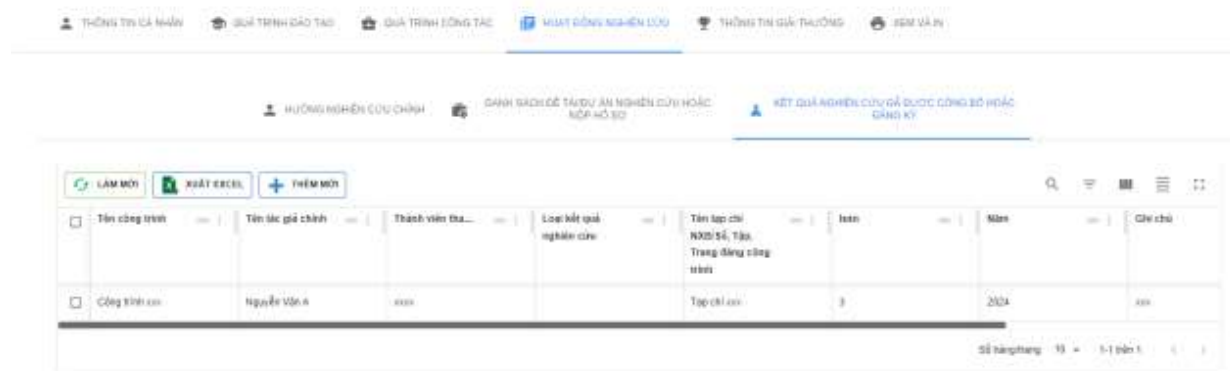 THÔNG TIN CÁ NHÂN QUÁ TRÌNH ĐÀO TẠO QUÁ TRÌNH CÔNG TÁC HOẠT ĐỘNG NGHIÊN CỨU THÔNG TIN GIẢI THƯỞNG XEM VÀ IN
HƯỚNG NGHIÊN CỨU CHÍNH DANH SÁCH ĐỀ TÀI/DỰ ÁN NGHIÊN CỨU HOẶC KẾT QUẢ NGHIÊN CỨU ĐÃ ĐƯỢC CÔNG BỐ HOẶC
NỘP HỒ SƠ ĐĂNG KÝ
LÀM MỚI XUẤT EXCEL THÊM MỚI
Tên công trình Tên tác giả chính Thành viên tha... Loại kết quả Tên tạp chí Issn Năm Ghi chú
nghiên cứu NXB/Số, Tập,
Trang đăng công
trình
Công trình xxx Nguyễn Văn A xxxx Tạp chí xxx 3 2024 xxx
Số hàng/trang 10 1-1 trên 1